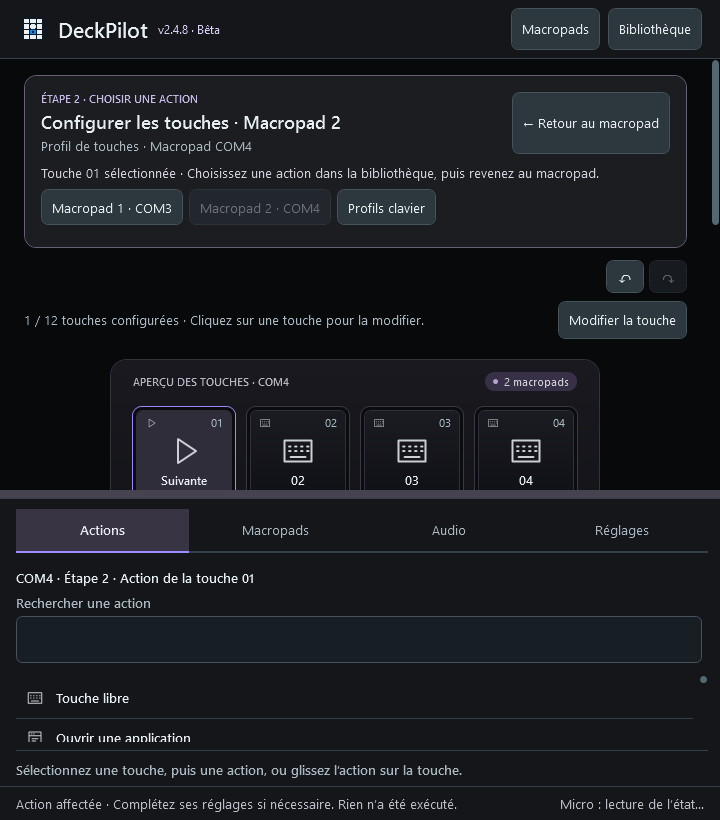 DeckPilot v2.4.8 · Bêta
Macropads
Bibliothèque
ÉTAPE 2 · CHOISIR UNE ACTION
Configurer les touches · Macropad 2
Profil de touches · Macropad COM4
← Retour au macropad
Touche 01 sélectionnée · Choisissez une action dans la bibliothèque, puis revenez au macropad.
Macropad 1 · COM3
Macropad 2 · COM4
Profils clavier
1 / 12 touches configurées · Cliquez sur une touche pour la modifier.
Modifier la touche
APERÇU DES TOUCHES · COM4
2 macropads
01
02
03
04
Suivante
02
03
04
Actions
Macropads
Audio
Réglages
COM4 · Étape 2 · Action de la touche 01
Rechercher une action
Touche libre
Ouvrir une application
Sélectionnez une touche, puis une action, ou glissez l'action sur la touche.
Action affectée · Complétez ses réglages si nécessaire. Rien n'a été exécuté.
Micro : lecture de l'état...